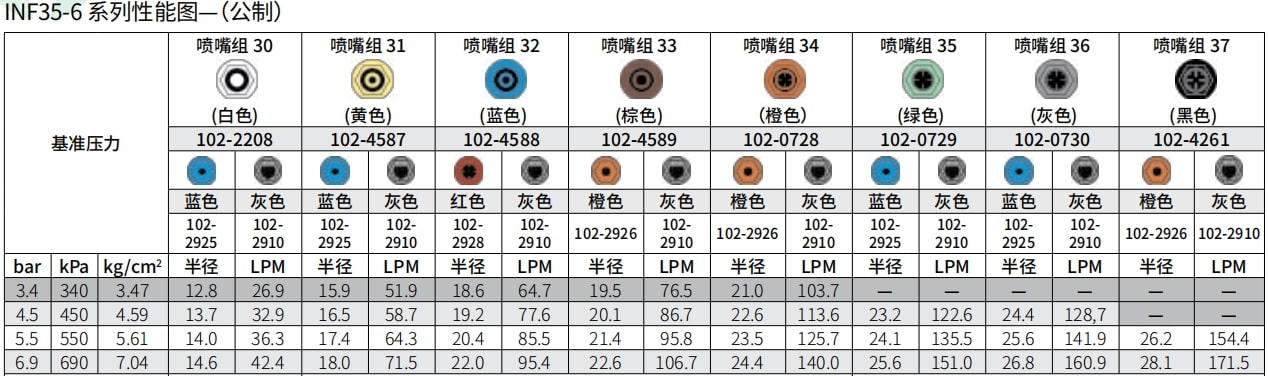 INF35-6 系列性能图—（公制）
基准压力 喷嘴组 30 喷嘴组 31 喷嘴组 32 喷嘴组 33 喷嘴组 34 喷嘴组 35 喷嘴组 36 喷嘴组 37
(白色) (黄色) (蓝色) (棕色) (橙色) (绿色) (灰色) (黑色)
102-2208 102-4587 102-4588 102-4589 102-0728 102-0729 102-0730 102-4261
蓝色 灰色 蓝色 灰色 红色 灰色 橙色 灰色 橙色 灰色 蓝色 灰色 蓝色 灰色 橙色 灰色
102-2925 102-2910 102-2925 102-2910 102-2928 102-2910 102-2926 102-2910 102-2926 102-2910 102-2925 102-2910 102-2925 102-2910 102-2926 102-2910
bar kPa kg/cm² 半径 LPM 半径 LPM 半径 LPM 半径 LPM 半径 LPM 半径 LPM 半径 LPM 半径 LPM
3.4 340 3.47 12.8 26.9 15.9 51.9 18.6 64.7 19.5 76.5 21.0 103.7 — — — — — —
4.5 450 4.59 13.7 32.9 16.5 58.7 19.2 77.6 20.1 86.7 22.6 113.6 23.2 122.6 24.4 128,7 — —
5.5 550 5.61 14.0 36.3 17.4 64.3 20.4 85.5 21.4 95.8 23.5 125.7 24.1 135.5 25.6 141.9 26.2 154.4
6.9 690 7.04 14.6 42.4 18.0 71.5 22.0 95.4 22.6 106.7 24.4 140.0 25.6 151.0 26.8 160.9 28.1 171.5